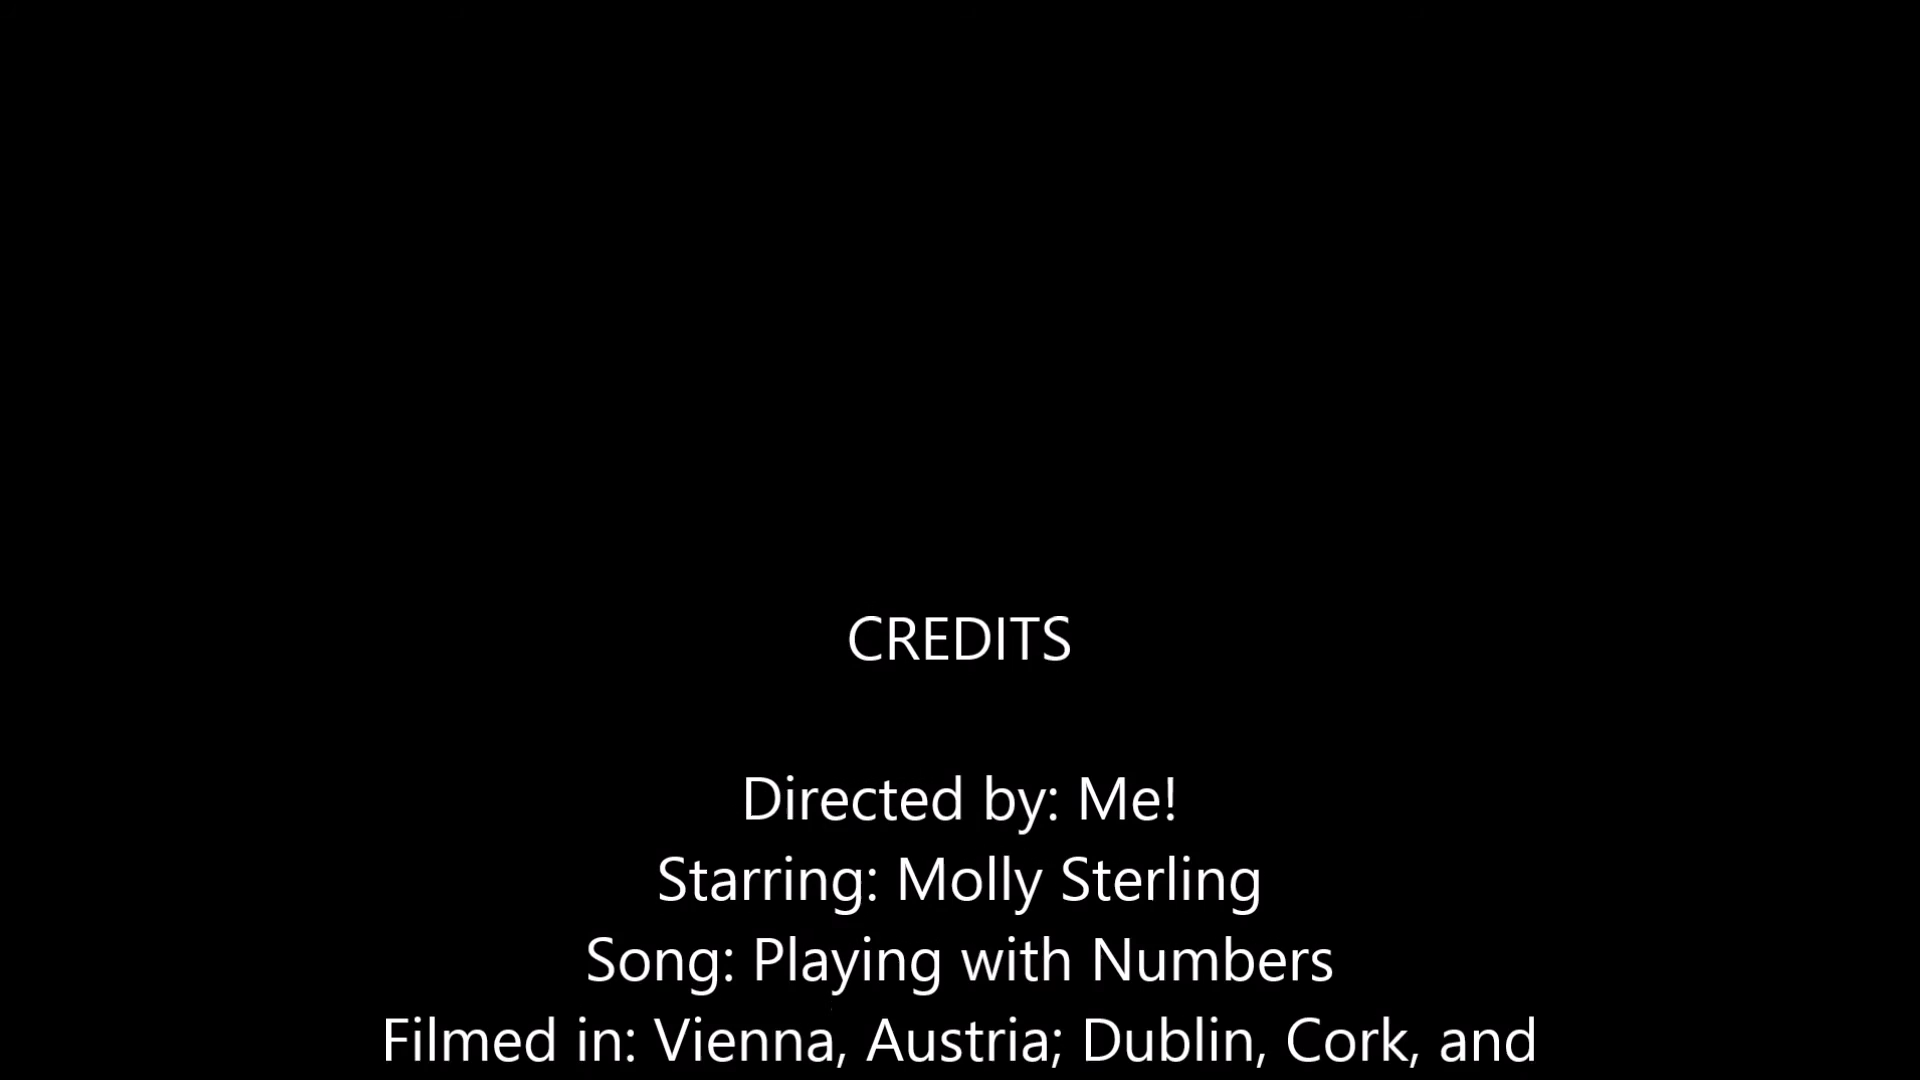 CREDITS
Directed by: Me!
Starring: Molly Sterling
Song: Playing with Numbers
Filmed in: Vienna, Austria; Dublin, Cork, and